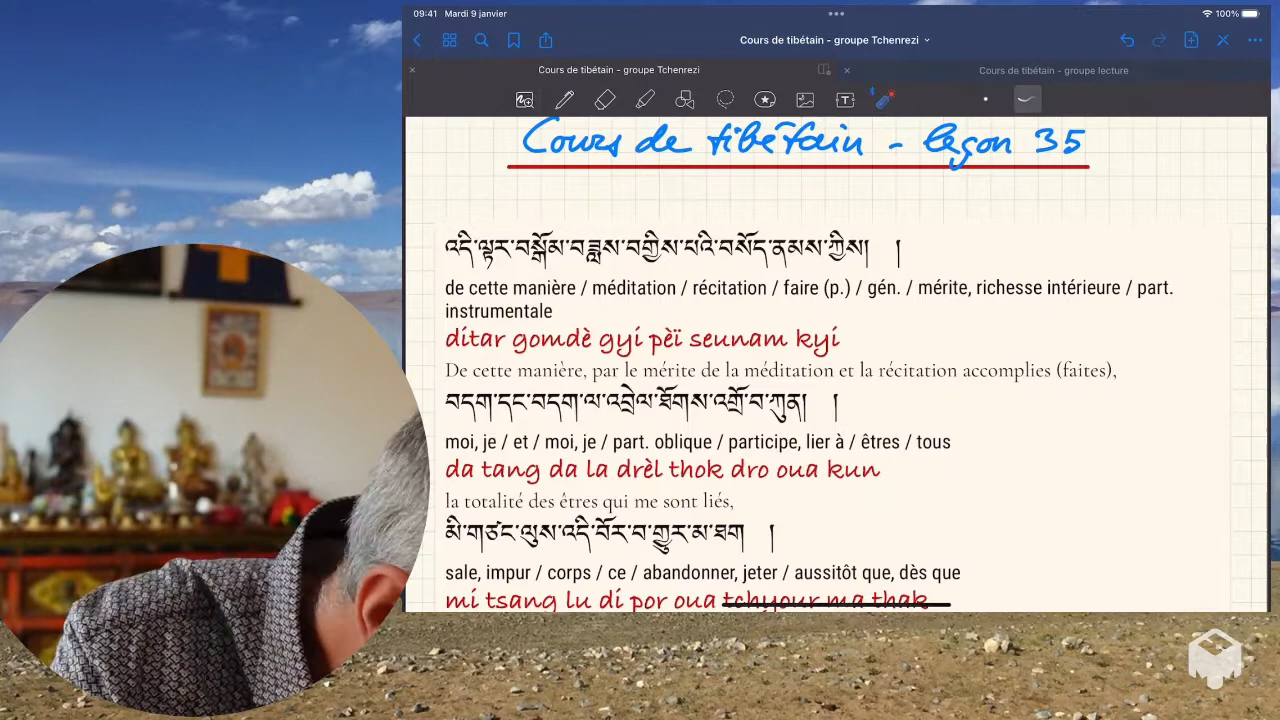 09:41 Mardi 9 janvier
100%
Cours de tibétain - groupe Tchenrezi
Cours de tibétain - groupe Tchenrezi
Cours de tibétain - groupe lecture
Cours de tibétain - leçon 35
འདི་ལྟར་བསྒོམ་བཟླས་བགྱིས་པའི་བསོད་ནམས་ཀྱིས། །
de cette manière / méditation / récitation / faire (p.) / gén. / mérite, richesse intérieure / part.
instrumentale
ditar gomdè gyi pèï seunam kyi
De cette manière, par le mérite de la méditation et la récitation accomplies (faites),
བདག་དང་བདག་ལ་འབྲེལ་ཐོགས་འགྲོ་བ་ཀུན། །
moi, je / et / moi, je / part. oblique / participe, lier à / êtres / tous
da tang da la drèl thok dro oua kun
la totalité des êtres qui me sont liés,
མི་གཙང་ལུས་འདི་བོར་བ་གྱུར་མ་ཐག །
sale, impur / corps / ce / abandonner, jeter / aussitôt que, dès que
mi tsang lu di por oua tchyour ma thak